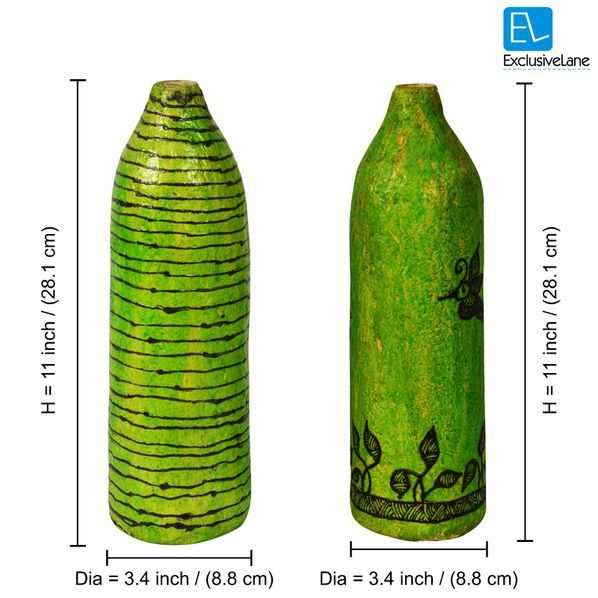 EL
ExclusiveLane
H = 11 inch / (28.1 cm)
H = 11 inch / (28.1 cm)
Dia = 3.4 inch / (8.8 cm)
Dia = 3.4 inch / (8.8 cm)